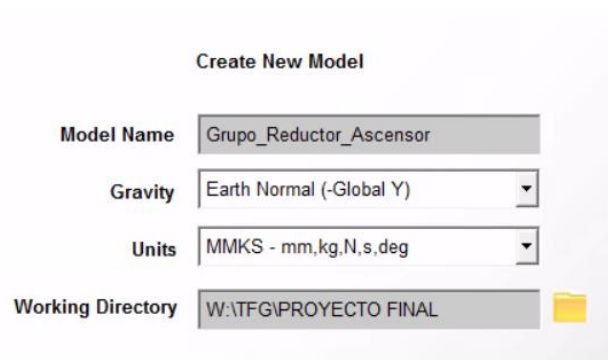 Create New Model
Model Name Grupo_Reductor_Ascensor
Gravity Earth Normal (-Global Y)
Units MMKS - mm,kg,N,s,deg
Working Directory W:\TFG\PROYECTO FINAL